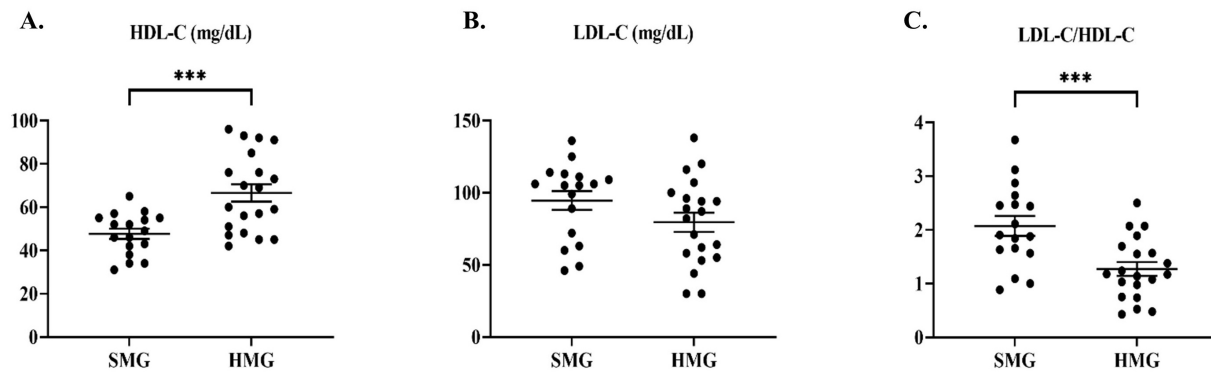 A.
HDL-C (mg/dL)
***
100
80
60
40
20
0
SMG HMG
B.
LDL-C (mg/dL)
150
100
50
0
SMG HMG
C.
LDL-C/HDL-C
***
4
3
2
1
0
SMG HMG